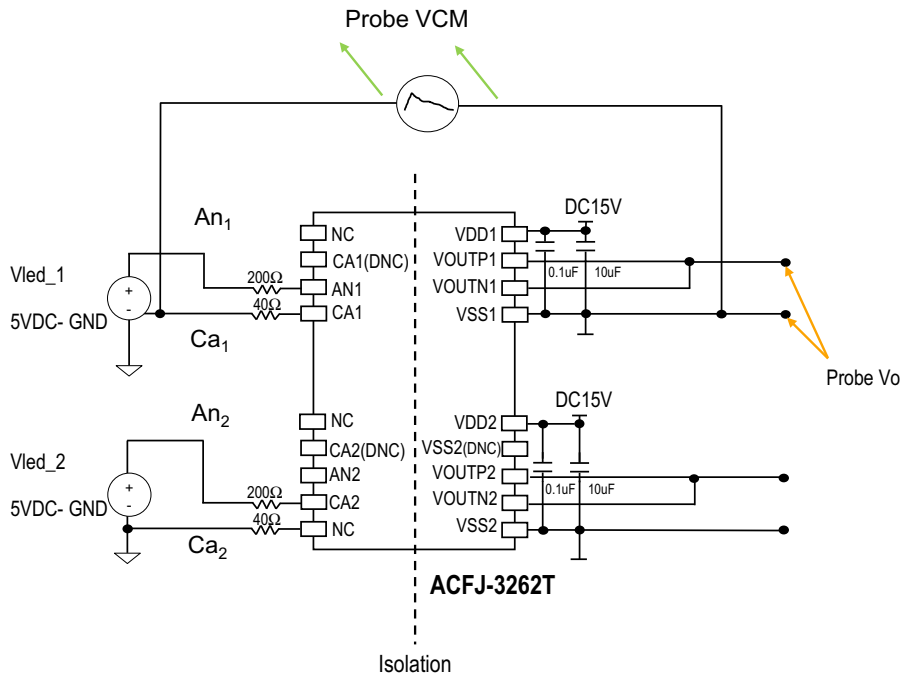 Probe VCM
An1
Vled_1
5VDC- GND
+
-
200Ω
40Ω
Ca1
NC
CA1(DNC)
AN1
CA1
VDD1
VOUTP1
VOUTN1
VSS1
DC15V
0.1uF
10uF
Probe Vo
An2
Vled_2
5VDC- GND
+
-
200Ω
40Ω
Ca2
NC
CA2(DNC)
AN2
CA2
NC
VDD2
VSS2(DNC)
VOUTP2
VOUTN2
VSS2
DC15V
0.1uF
10uF
ACFJ-3262T
Isolation